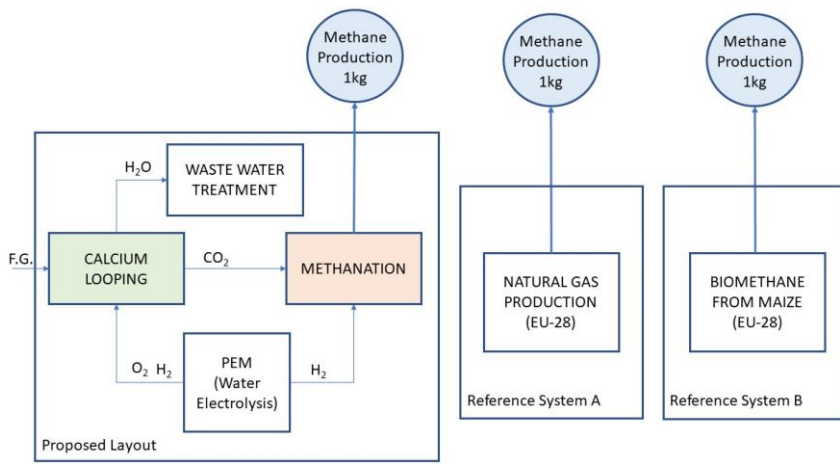 Methane
Production
1kg
Methane
Production
1kg
Methane
Production
1kg
H₂O
WASTE WATER
TREATMENT
F.G.
CALCIUM
LOOPING
CO₂
METHANATION
O₂ H₂
PEM
(Water
Electrolysis)
H₂
Proposed Layout
NATURAL GAS
PRODUCTION
(EU-28)
Reference System A
BIOMETHANE
FROM MAIZE
(EU-28)
Reference System B